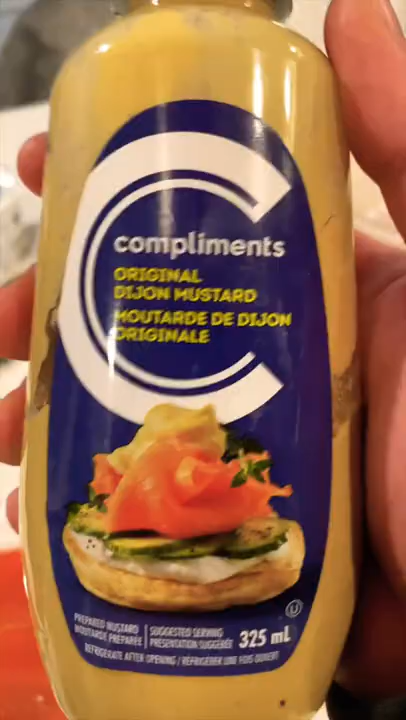 compliments
ORIGINAL
DIJON MUSTARD
MOUTARDE DE DIJON
ORIGINALE
PREPARED MUSTARD
MOUTARDE PRÉPARÉE
SUGGESTED SERVING
PRÉSENTATION SUGGÉRÉE
325 mL
REFRIGERATE AFTER OPENING / RÉFRIGÉRER UNE FOIS OUVERT